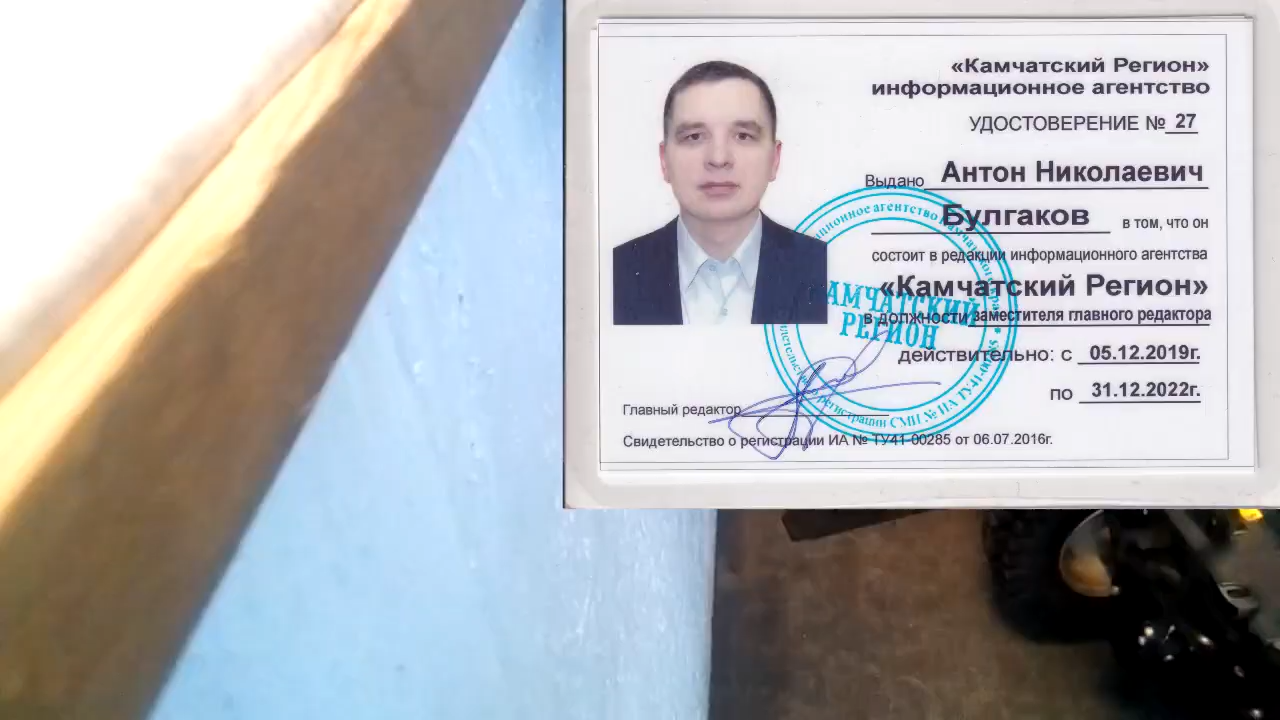 «Камчатский Регион»
информационное агентство
УДОСТОВЕРЕНИЕ № 27
Выдано Антон Николаевич
Булгаков в том, что он
состоит в редакции информационного агентства
«Камчатский Регион»
в должности заместителя главного редактора
действительно: с 05.12.2019г.
по 31.12.2022г.
Главный редактор
Свидетельство о регистрации ИА № ТУ41-00285 от 06.07.2016г.
КАМЧАТСКИЙ
РЕГИОН